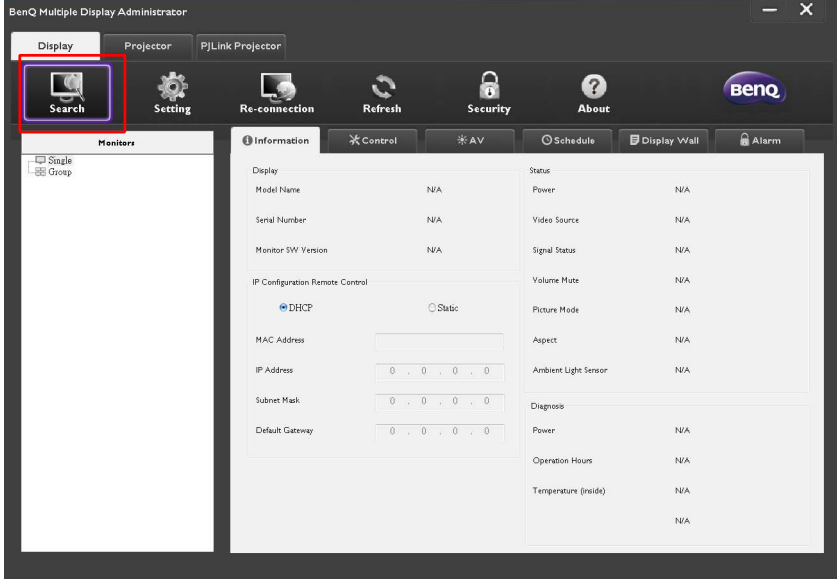 BenQ Multiple Display Administrator
Display Projector PJLink Projector
Search Setting Re-connection Refresh Security About BenQ
Monitors
Single
Group
Information Control AV Schedule Display Wall Alarm
Display
Model Name N/A
Serial Number N/A
Monitor SW Version N/A
IP Configuration Remote Control
DHCP Static
MAC Address
IP Address 0 . 0 . 0 . 0
Subnet Mask 0 . 0 . 0 . 0
Default Gateway 0 . 0 . 0 . 0
Status
Power N/A
Video Source N/A
Signal Status N/A
Volume Mute N/A
Picture Mode N/A
Aspect N/A
Ambient Light Sensor N/A
Diagnosis
Power N/A
Operation Hours N/A
Temperature (inside) N/A
N/A